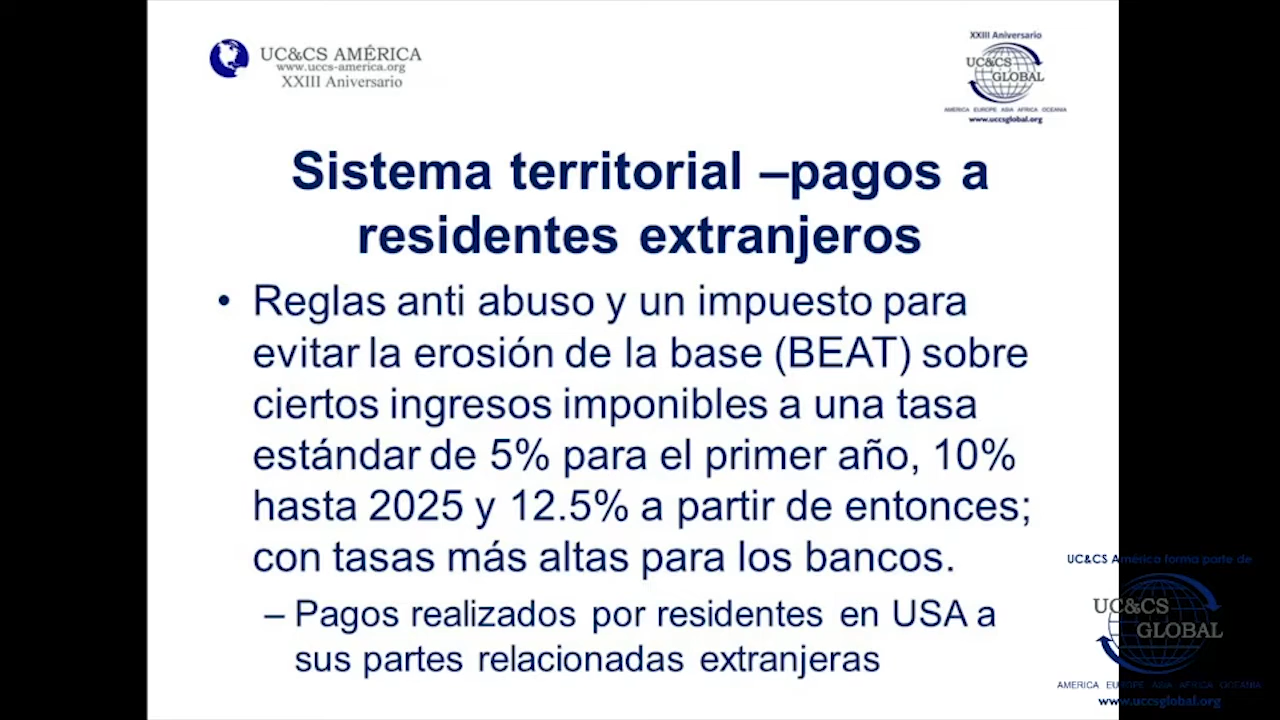 UC&CS AMÉRICA
www.uccs-america.org
XXIII Aniversario
XXIII Aniversario
UC&CS
GLOBAL
AMERICA EUROPE ASIA AFRICA OCEANIA
www.uccsglobal.org
Sistema territorial –pagos a
residentes extranjeros
• Reglas anti abuso y un impuesto para
evitar la erosión de la base (BEAT) sobre
ciertos ingresos imponibles a una tasa
estándar de 5% para el primer año, 10%
hasta 2025 y 12.5% a partir de entonces;
con tasas más altas para los bancos.
– Pagos realizados por residentes en USA a
sus partes relacionadas extranjeras
UC&CS América forma parte de
UC&CS
GLOBAL
AMERICA EUROPE ASIA AFRICA OCEANIA
www.uccsglobal.org